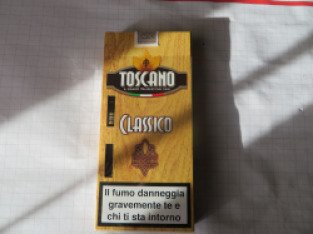 TOSCANO
CLASSICO
Il fumo danneggia
gravemente te e
chi ti sta intorno